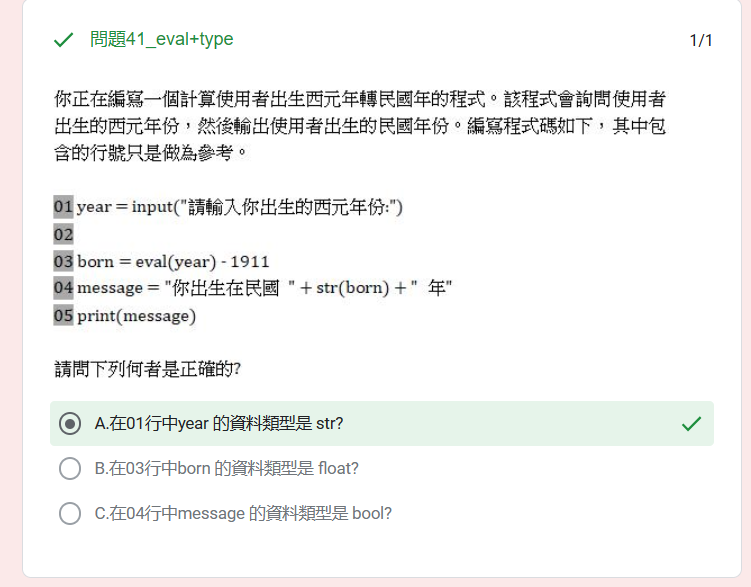 問題41_eval+type
1/1
你正在編寫一個計算使用者出生西元年轉民國年的程式。該程式會詢問使用者
出生的西元年份，然後輸出使用者出生的民國年份。編寫程式碼如下，其中包
含的行號只是做為參考。
01 year = input("請輸入你出生的西元年份:")
02
03 born = eval(year) - 1911
04 message = "你出生在民國 " + str(born) + " 年"
05 print(message)
請問下列何者是正確的?
A.在01行中year 的資料類型是 str?
B.在03行中born 的資料類型是 float?
C.在04行中message 的資料類型是 bool?